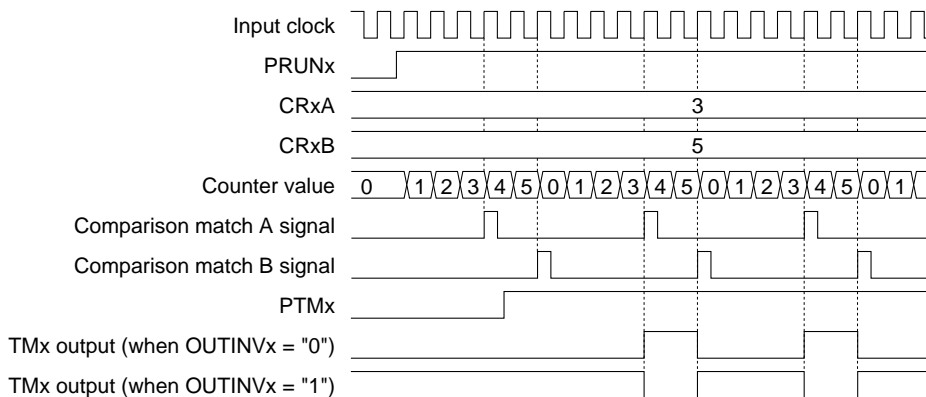 Input clock
PRUNx
CRxA 3
CRxB 5
Counter value 0 1 2 3 4 5 0 1 2 3 4 5 0 1 2 3 4 5 0 1
Comparison match A signal
Comparison match B signal
PTMx
TMx output (when OUTINVx = "0")
TMx output (when OUTINVx = "1")